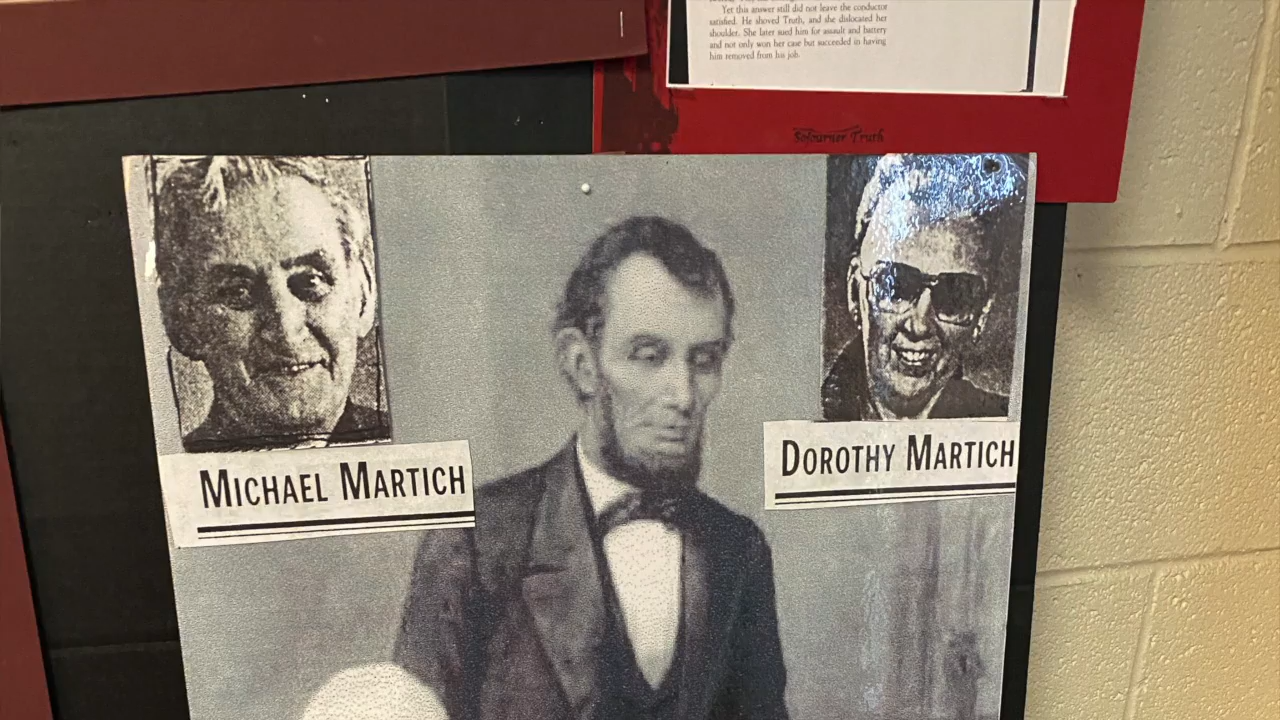 Yet this answer still did not leave the conductor
satisfied. He shoved Truth, and she dislocated her
shoulder. She later sued him for assault and battery
and not only won her case but succeeded in having
him removed from his job.
Sojourner Truth
MICHAEL MARTICH
DOROTHY MARTICH